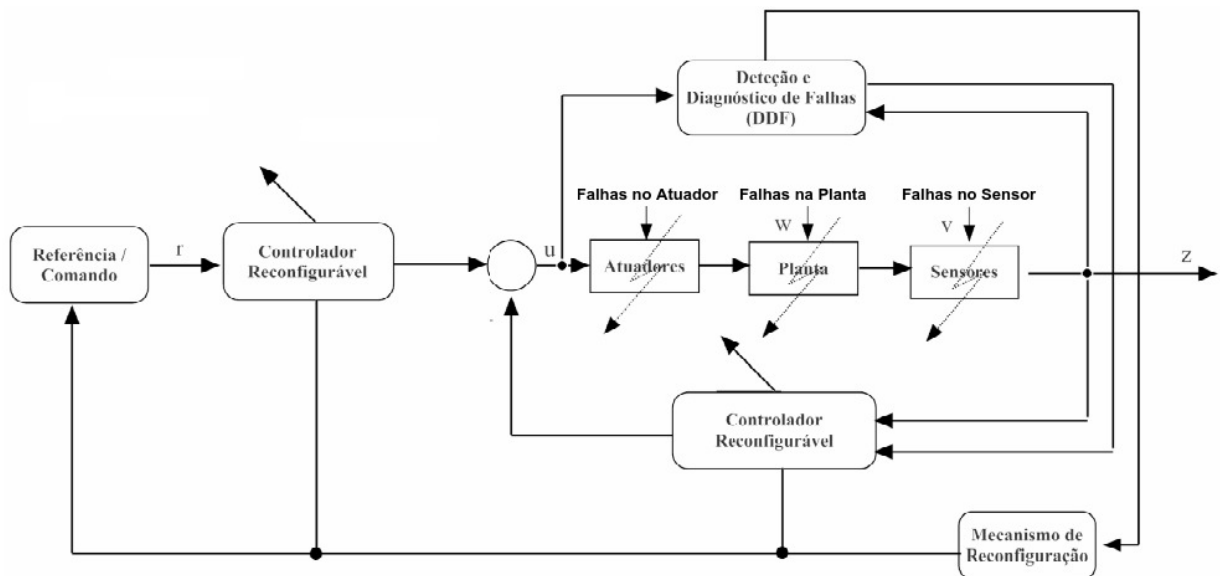 Deteção e
Diagnóstico de Falhas
(DDF)
Falhas no Atuador
Falhas na Planta
Falhas no Sensor
w
v
Referência /
Comando
r
Controlador
Reconfigurável
u
Atuadores
Planta
Sensores
z
Controlador
Reconfigurável
Mecanismo de
Reconfiguração